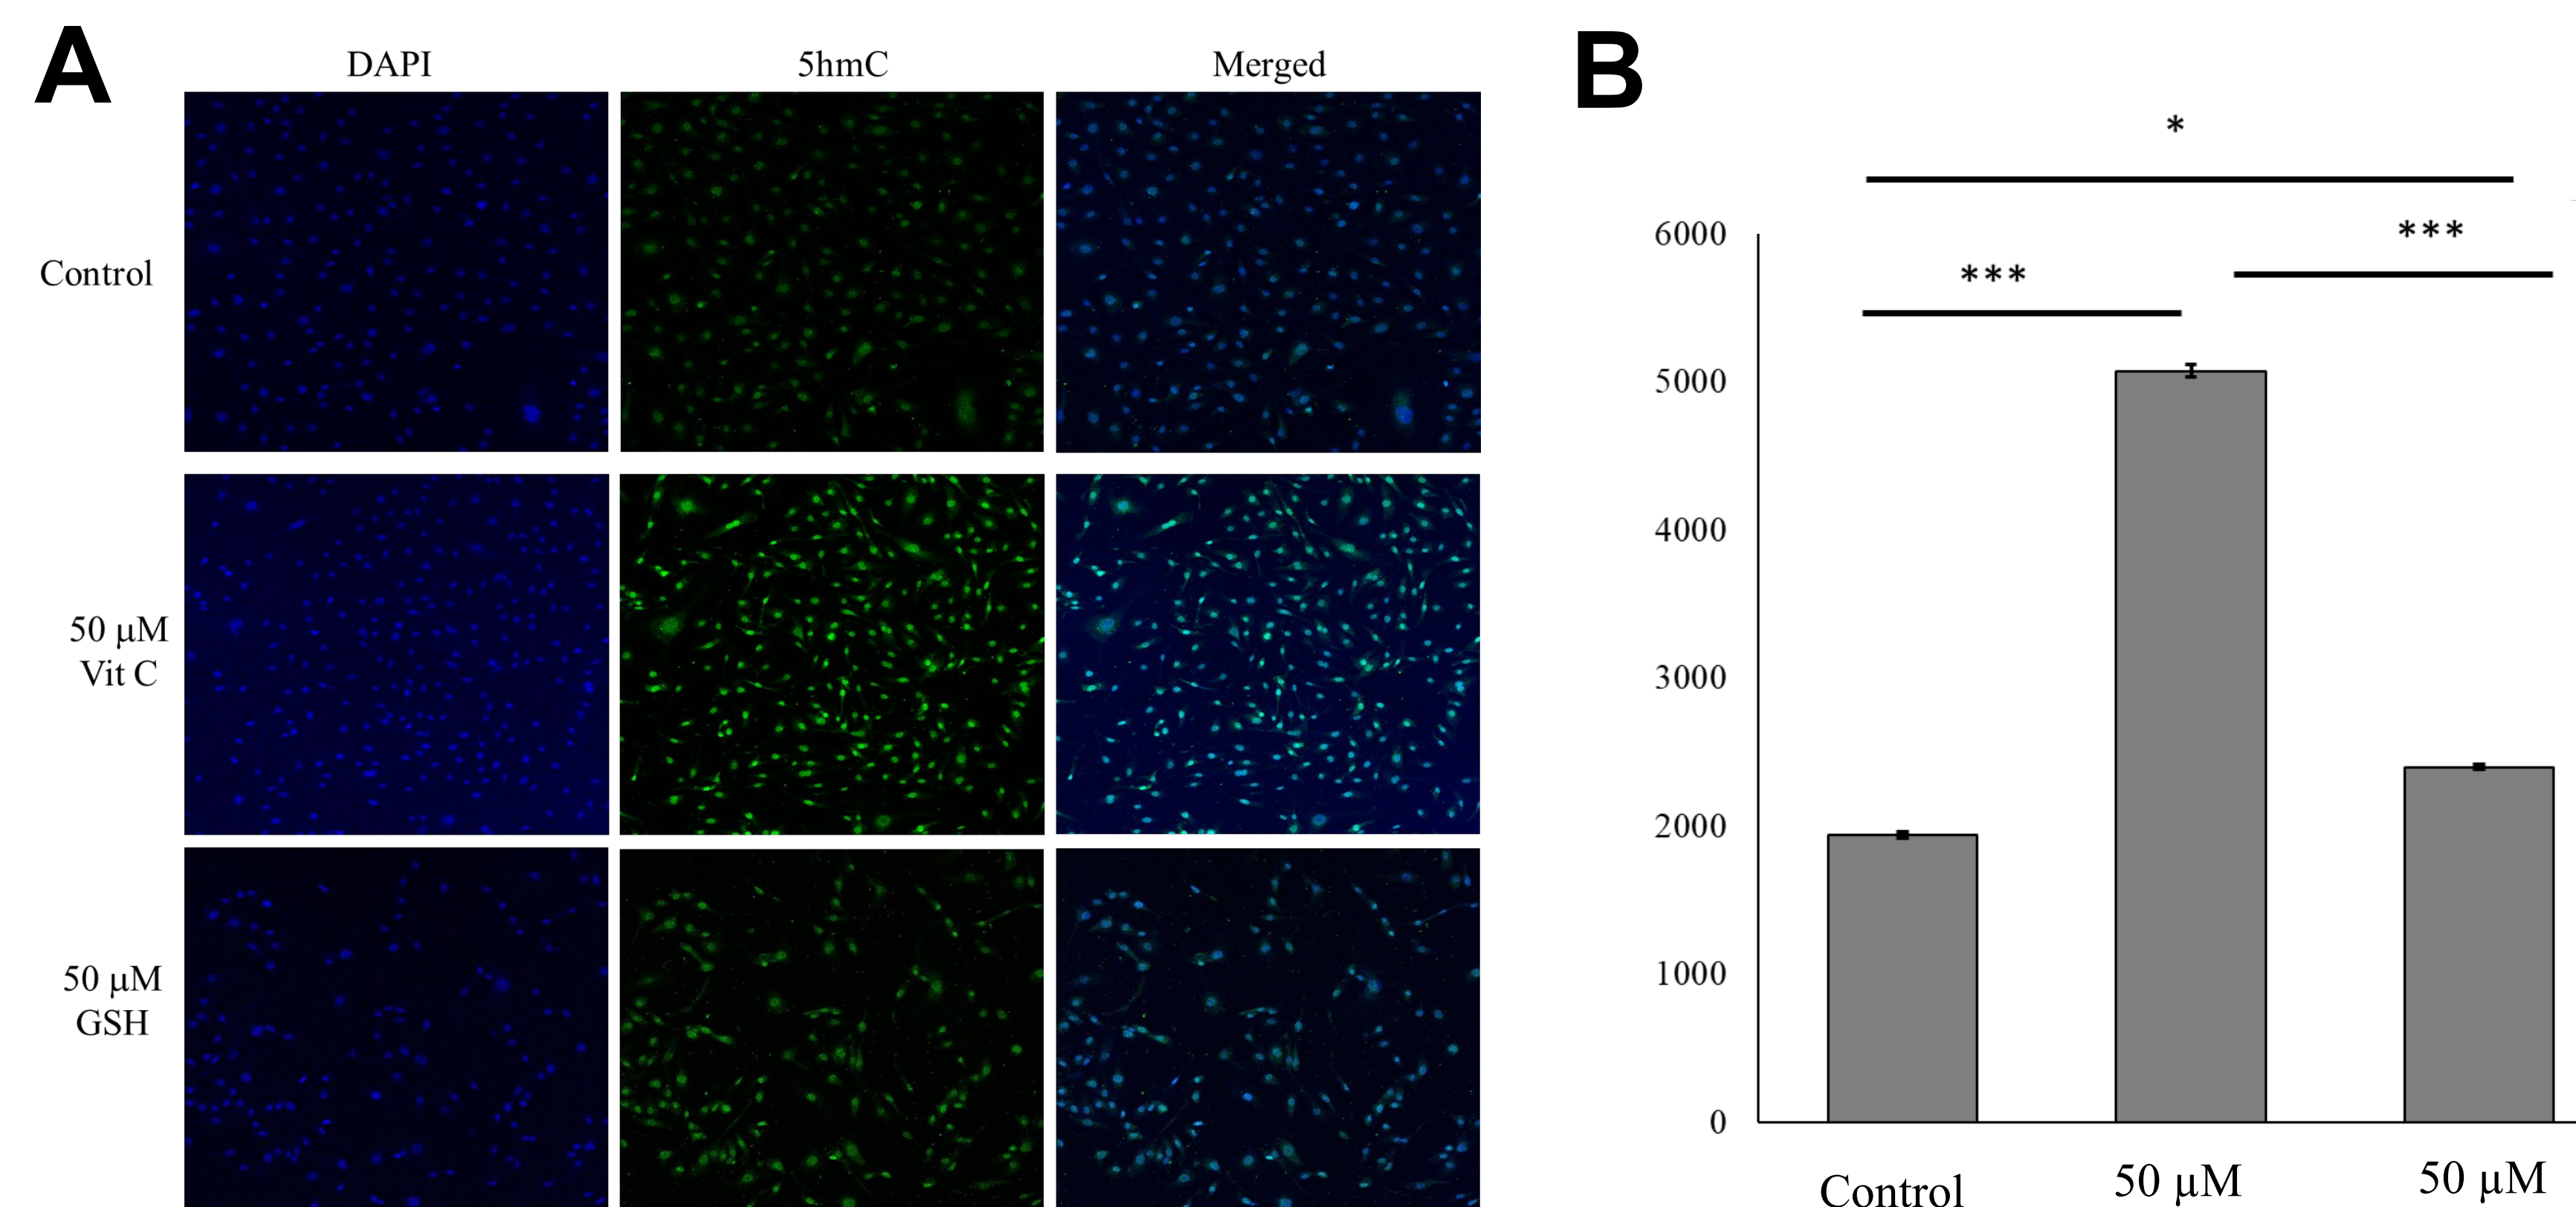 A
DAPI
5hmC
Merged
Control
50 μM
Vit C
50 μM
GSH
B
*
***
***
6000
5000
4000
3000
2000
1000
0
Control
50 μM
50 μM